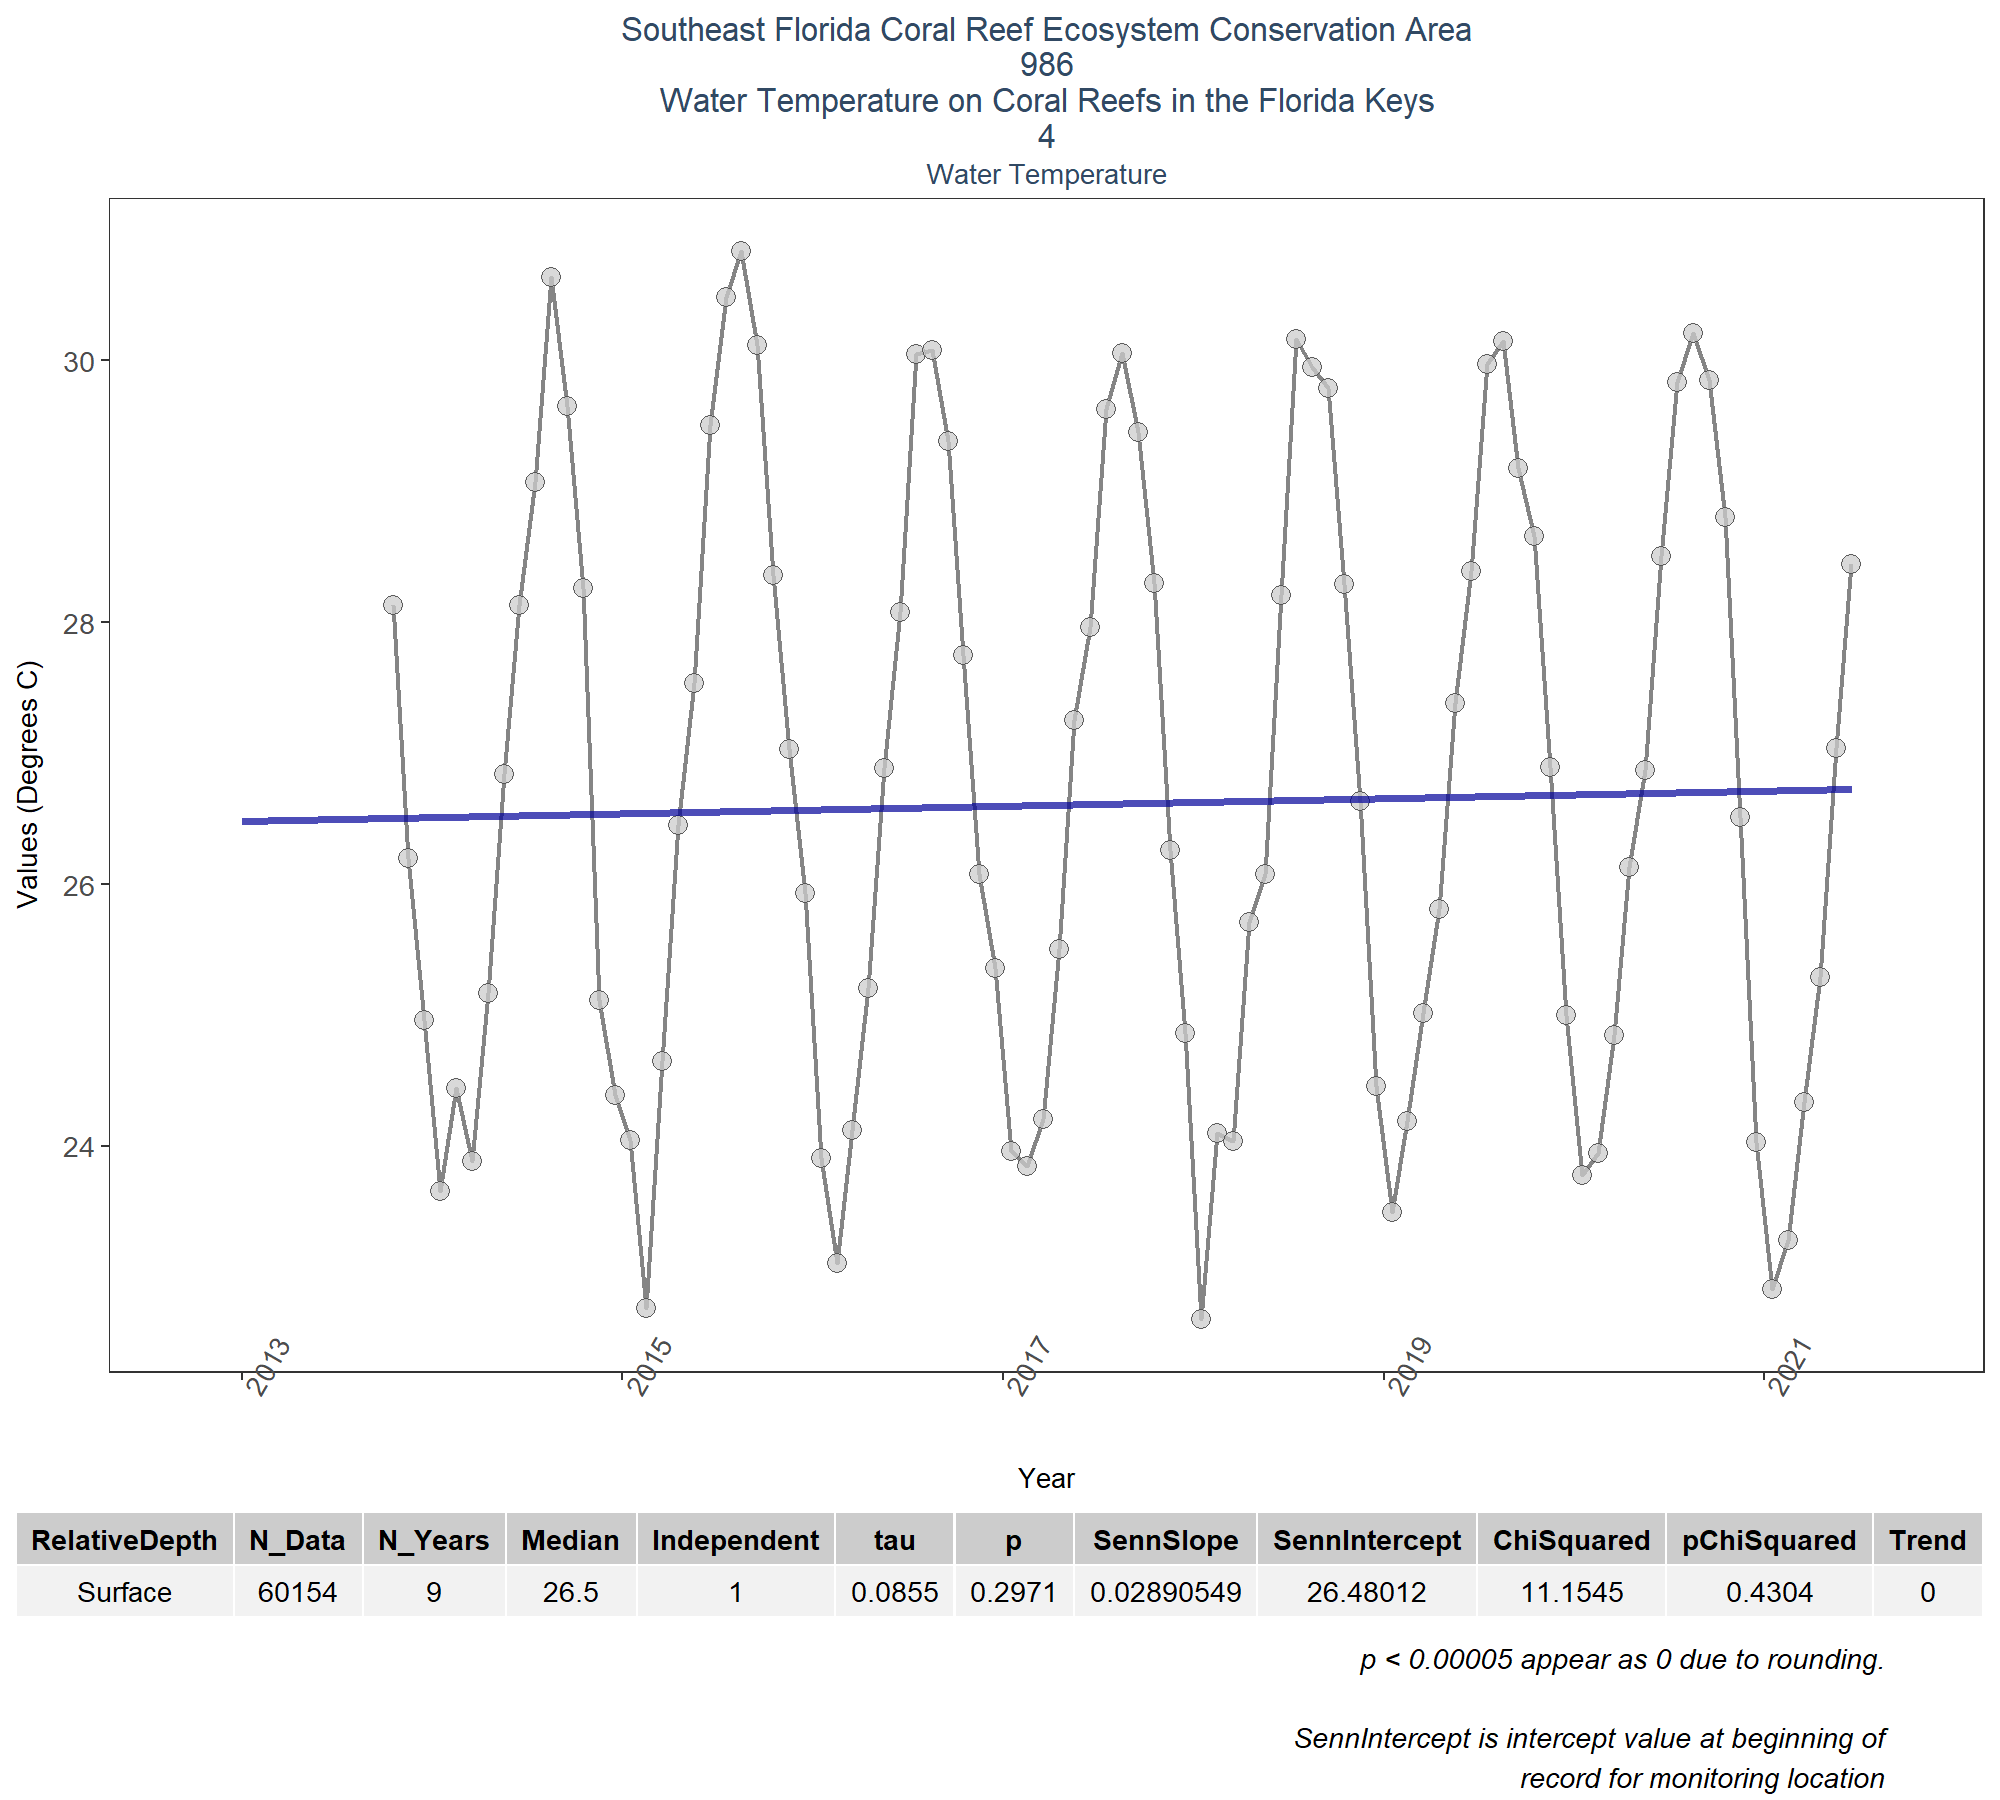 Southeast Florida Coral Reef Ecosystem Conservation Area
986
Water Temperature on Coral Reefs in the Florida Keys
4
Water Temperature
Values (Degrees C)
30
28
26
24
2013 2015 2017 2019 2021
Year
RelativeDepth N_Data N_Years Median Independent tau p SennSlope SennIntercept ChiSquared pChiSquared Trend
Surface 60154 9 26.5 1 0.0855 0.2971 0.02890549 26.48012 11.1545 0.4304 0
p < 0.00005 appear as 0 due to rounding.
SennIntercept is intercept value at beginning of
record for monitoring location